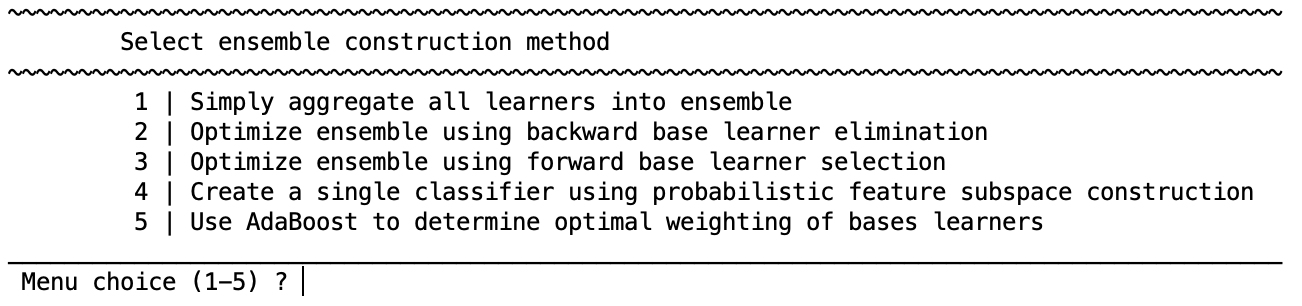 Select ensemble construction method
1 | Simply aggregate all learners into ensemble
2 | Optimize ensemble using backward base learner elimination
3 | Optimize ensemble using forward base learner selection
4 | Create a single classifier using probabilistic feature subspace construction
5 | Use AdaBoost to determine optimal weighting of bases learners
Menu choice (1-5) ?